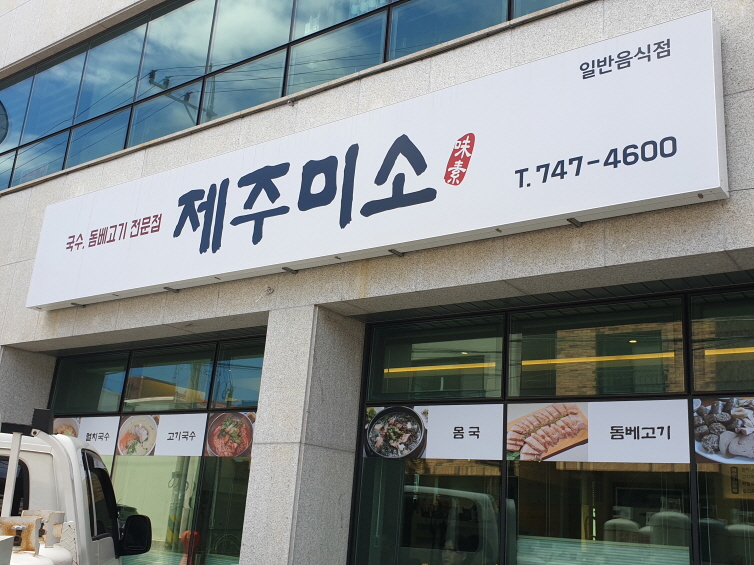 일반음식점
국수, 돔베고기 전문점
제주미소
味素
T. 747-4600
멸치국수
고기국수
몸국
돔베고기